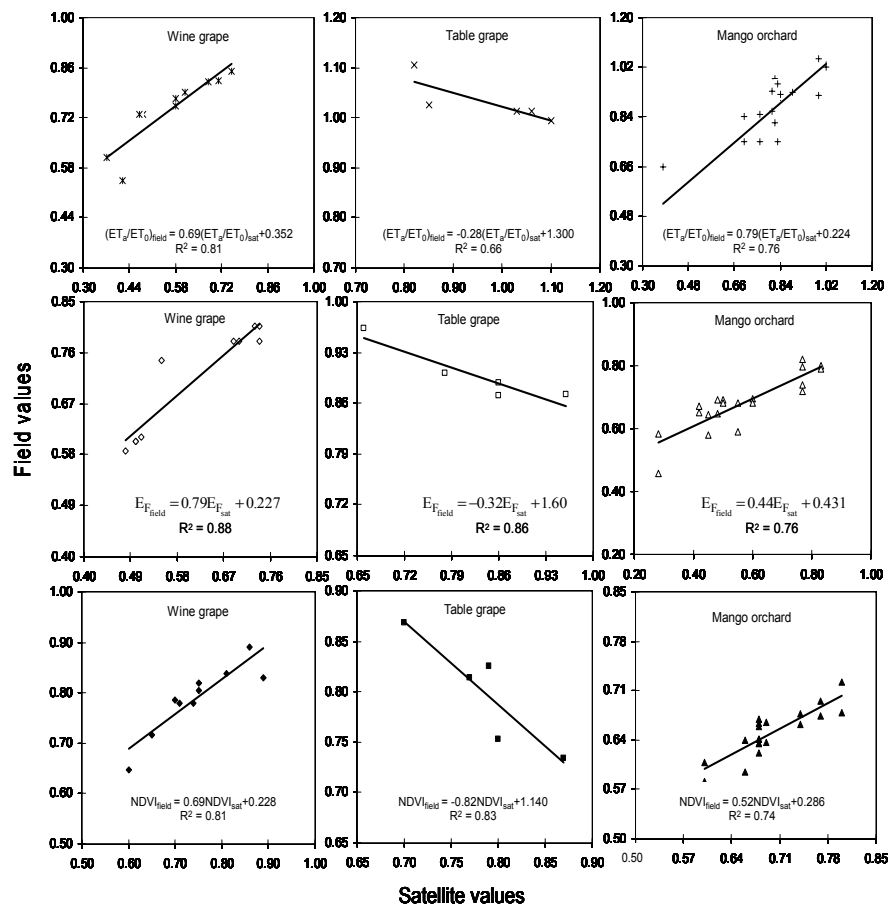 Wine grape
Table grape
Mango orchard
1.00
0.86
0.72
0.58
0.44
0.30
(ETa/ET0)field = 0.69(ETa/ET0)sat+0.352
R² = 0.81
0.30 0.44 0.58 0.72 0.86 1.00
1.20
1.10
1.00
0.90
0.80
0.70
(ETa/ET0)field = -0.28(ETa/ET0)sat+1.300
R² = 0.66
0.70 0.80 0.90 1.00 1.10 1.20
1.20
1.02
0.84
0.66
0.48
0.30
(ETa/ET0)field = 0.79(ETa/ET0)sat+0.224
R² = 0.76
0.30 0.48 0.66 0.84 1.02 1.20
Field values
Wine grape
Table grape
Mango orchard
0.85
0.76
0.67
0.58
0.49
0.40
EFfield = 0.79EFsat + 0.227
R² = 0.88
0.40 0.49 0.58 0.67 0.76 0.85
1.00
0.93
0.86
0.79
0.72
0.65
EFfield = −0.32EFsat + 1.60
R² = 0.86
0.65 0.72 0.79 0.86 0.93 1.00
1.00
0.80
0.60
0.40
0.20
EFfield = 0.44EFsat + 0.431
R² = 0.76
0.20 0.40 0.60 0.80 1.00
Wine grape
Table grape
Mango orchard
1.00
0.90
0.80
0.70
0.60
0.50
NDVIfield = 0.69NDVIsat+0.228
R² = 0.81
0.50 0.60 0.70 0.80 0.90 1.00
0.90
0.85
0.80
0.75
0.70
0.65
NDVIfield = -0.82NDVIsat+1.140
R² = 0.83
0.65 0.70 0.75 0.80 0.85 0.90
0.85
0.78
0.71
0.64
0.57
0.50
NDVIfield = 0.52NDVIsat+0.286
R² = 0.74
0.50 0.57 0.64 0.71 0.78 0.85
Satellite values